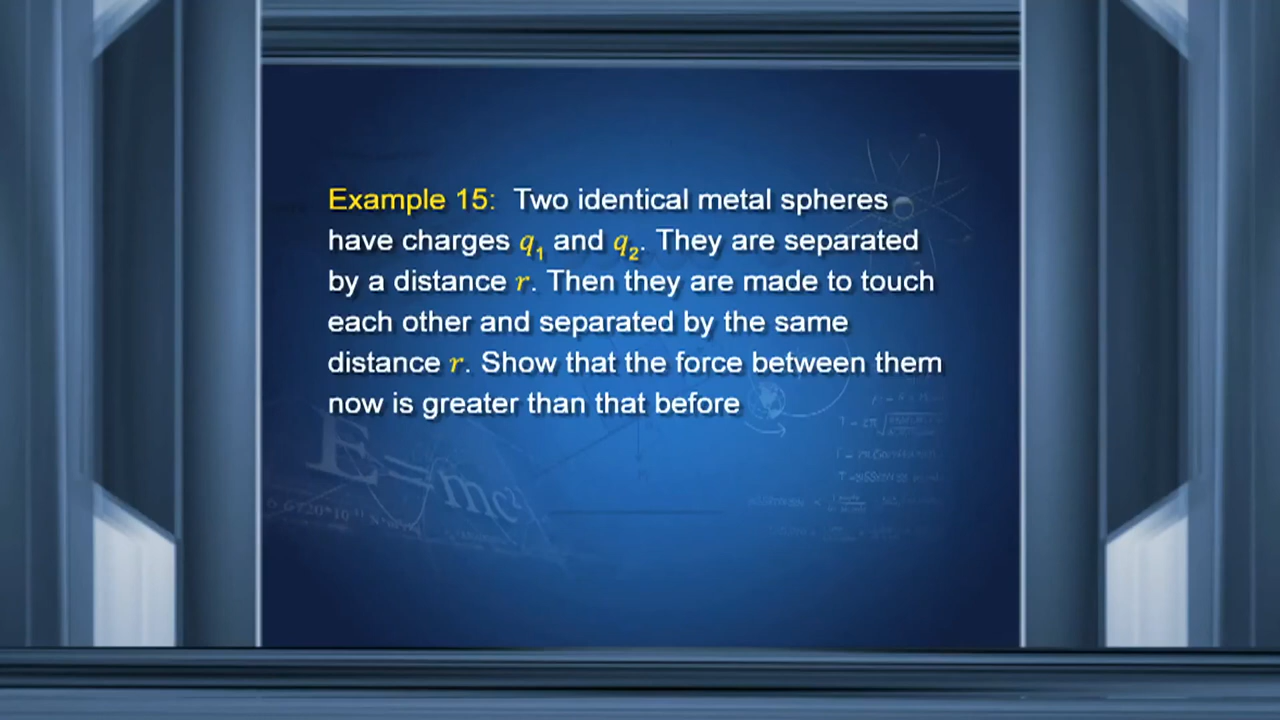 Example 15: Two identical metal spheres
have charges q₁ and q₂. They are separated
by a distance r. Then they are made to touch
each other and separated by the same
distance r. Show that the force between them
now is greater than that before
E=mc²